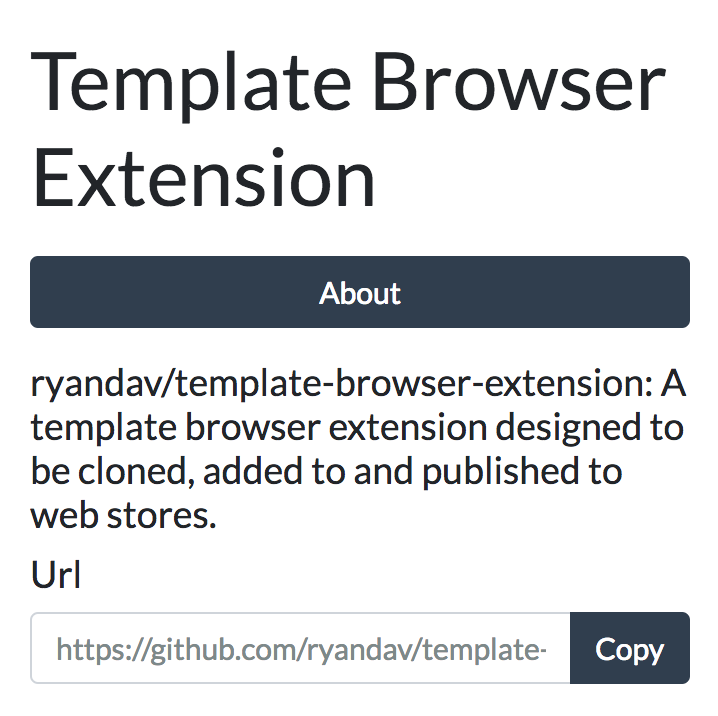 Template Browser
Extension
About
ryandav/template-browser-extension: A
template browser extension designed to
be cloned, added to and published to
web stores.
Url
https://github.com/ryandav/template-
Copy